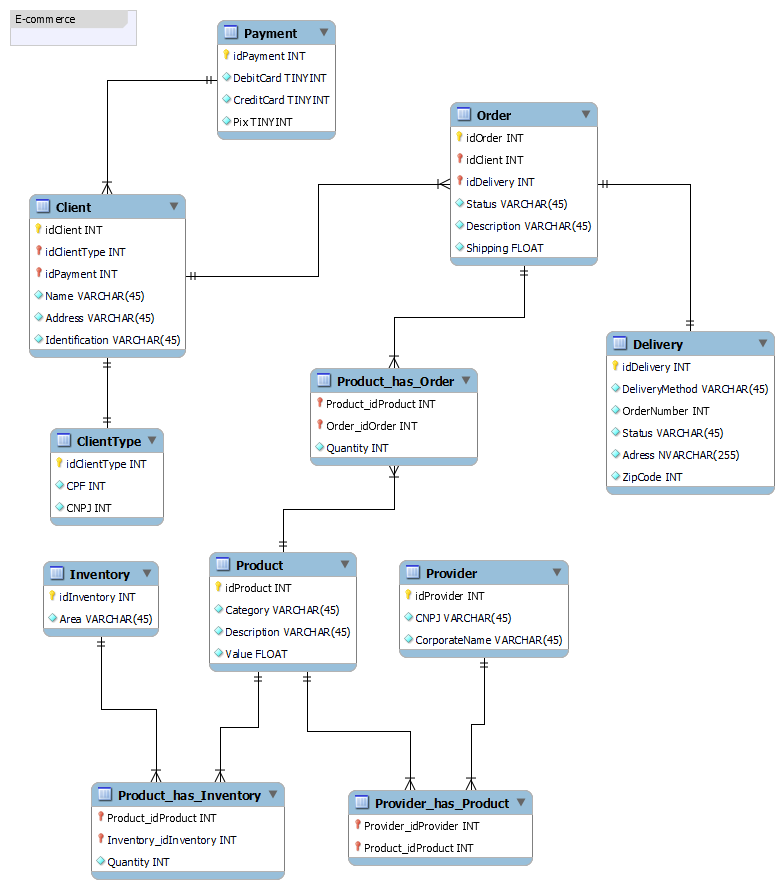 E-commerce
Payment
idPayment INT
DebitCard TINYINT
CreditCard TINYINT
Pix TINYINT
Order
idOrder INT
idClient INT
idDelivery INT
Status VARCHAR(45)
Description VARCHAR(45)
Shipping FLOAT
Client
idClient INT
idClientType INT
idPayment INT
Name VARCHAR(45)
Address VARCHAR(45)
Identification VARCHAR(45)
Delivery
idDelivery INT
DeliveryMethod VARCHAR(45)
OrderNumber INT
Status VARCHAR(45)
Adress NVARCHAR(255)
ZipCode INT
Product_has_Order
Product_idProduct INT
Order_idOrder INT
Quantity INT
ClientType
idClientType INT
CPF INT
CNPJ INT
Inventory
idInventory INT
Area VARCHAR(45)
Product
idProduct INT
Category VARCHAR(45)
Description VARCHAR(45)
Value FLOAT
Provider
idProvider INT
CNPJ VARCHAR(45)
CorporateName VARCHAR(45)
Product_has_Inventory
Product_idProduct INT
Inventory_idInventory INT
Quantity INT
Provider_has_Product
Provider_idProvider INT
Product_idProduct INT